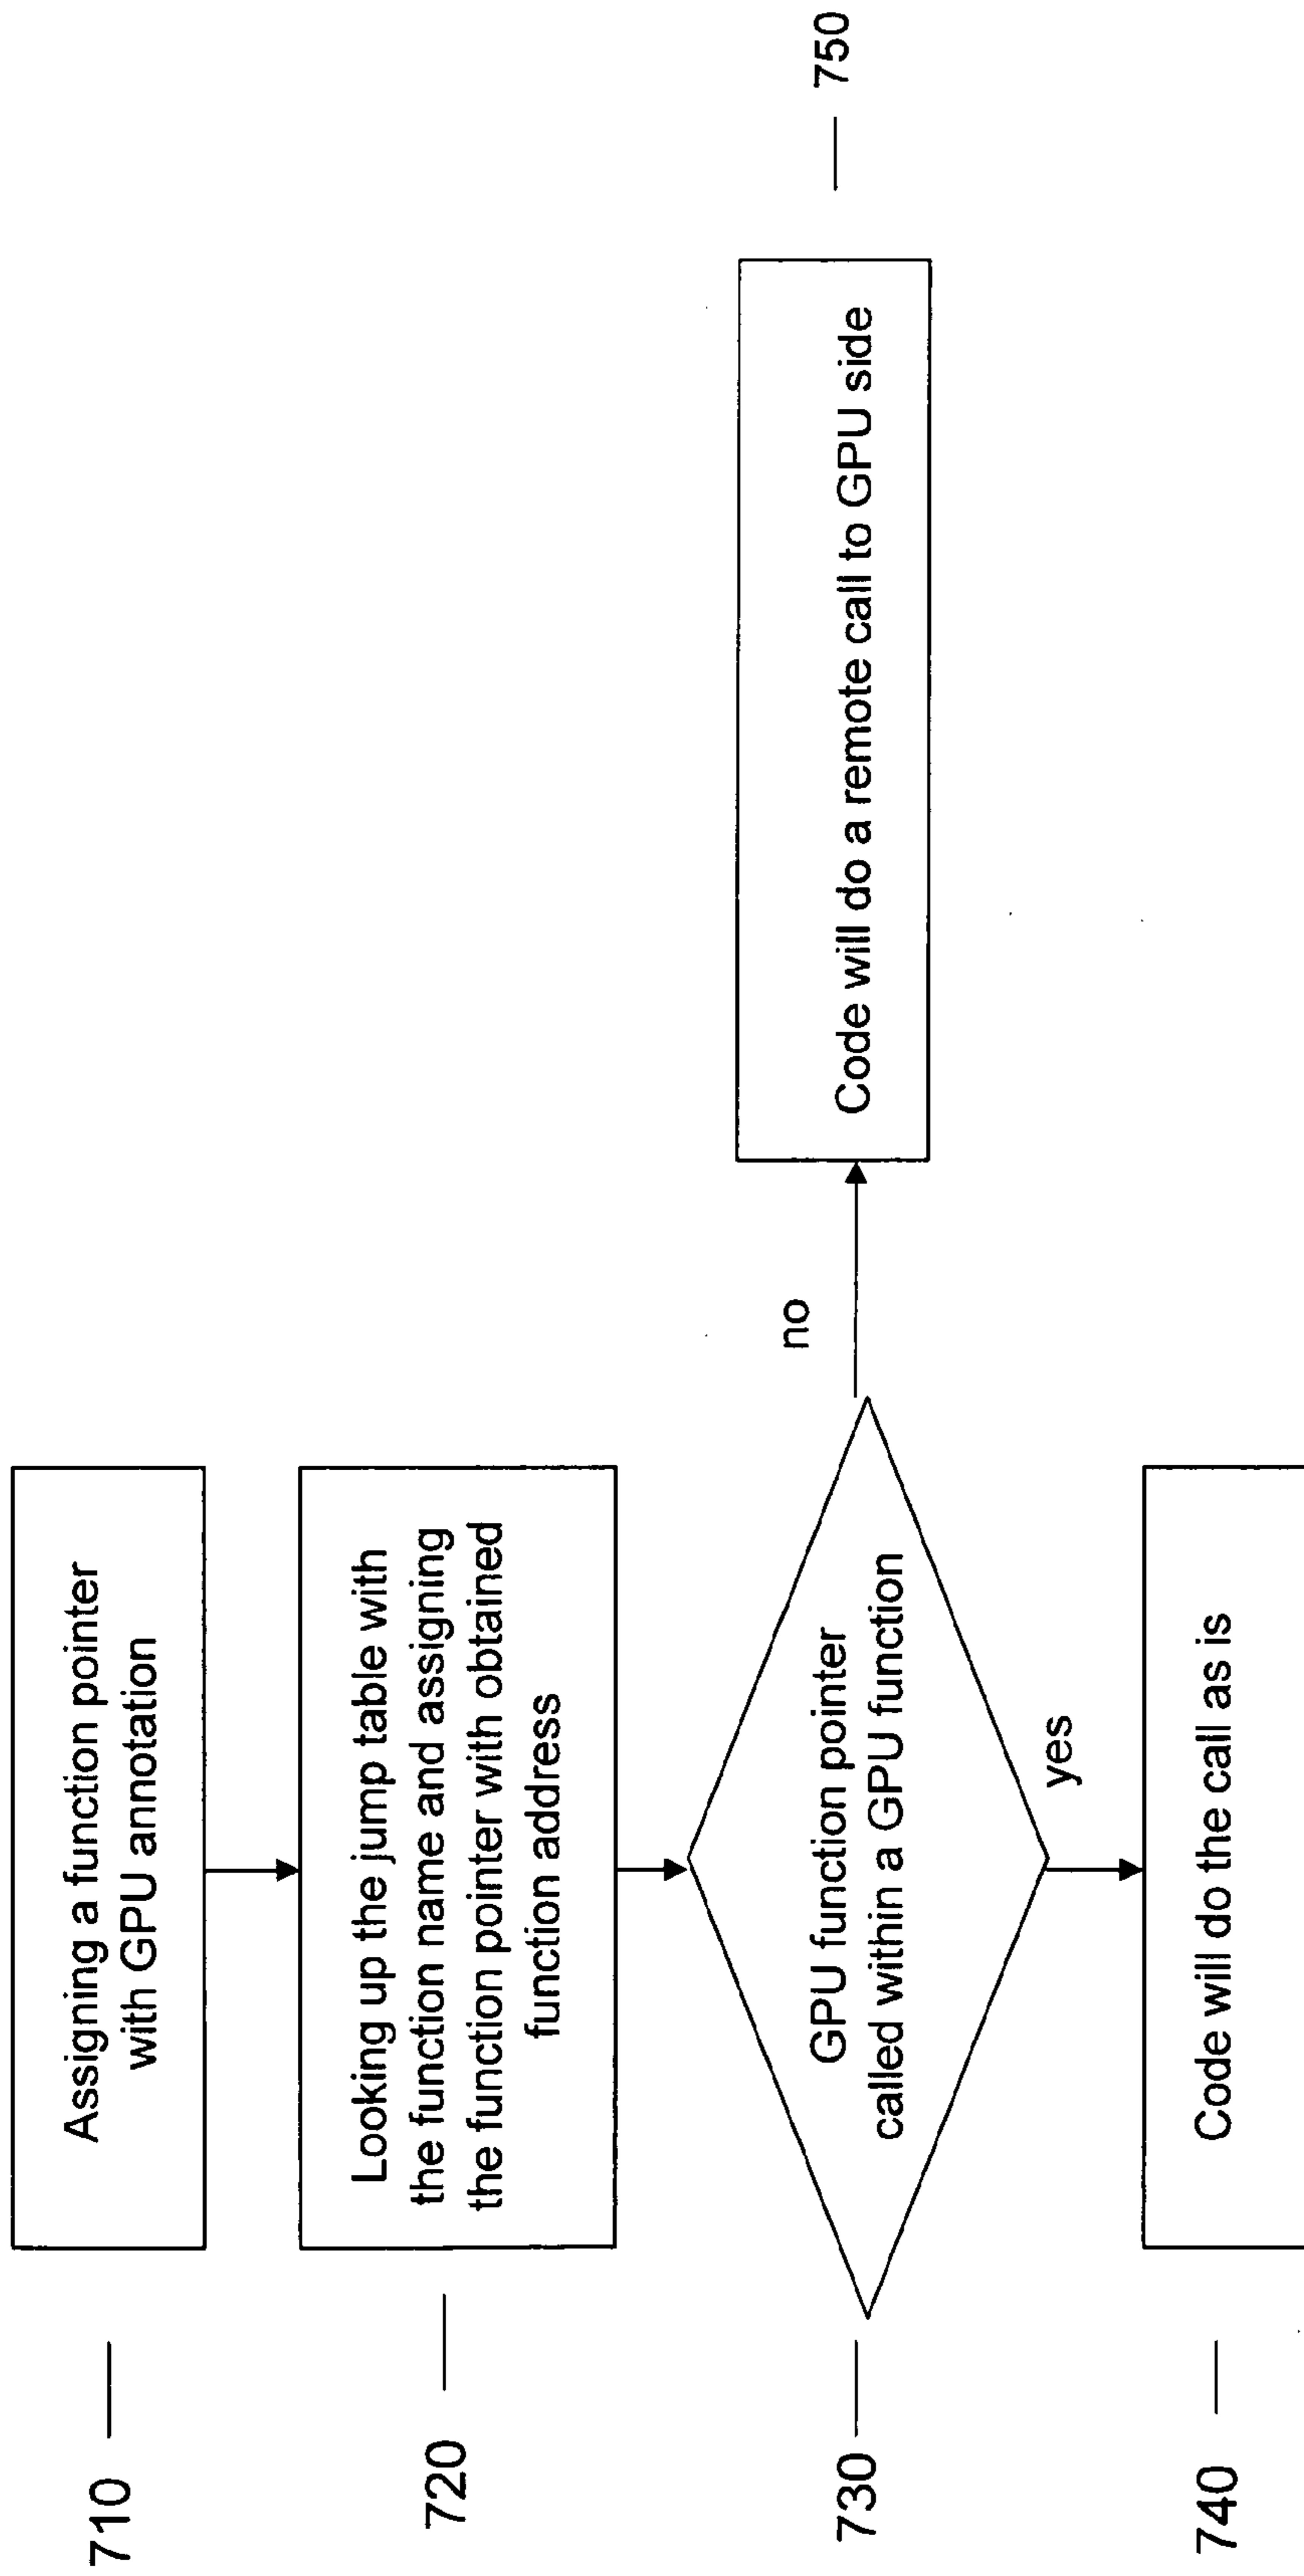 710
Assigning a function pointer
with GPU annotation
720
Looking up the jump table with
the function name and assigning
the function pointer with obtained
function address
730
GPU function pointer
called within a GPU function
no
Code will do a remote call to GPU side
750
yes
740
Code will do the call as is